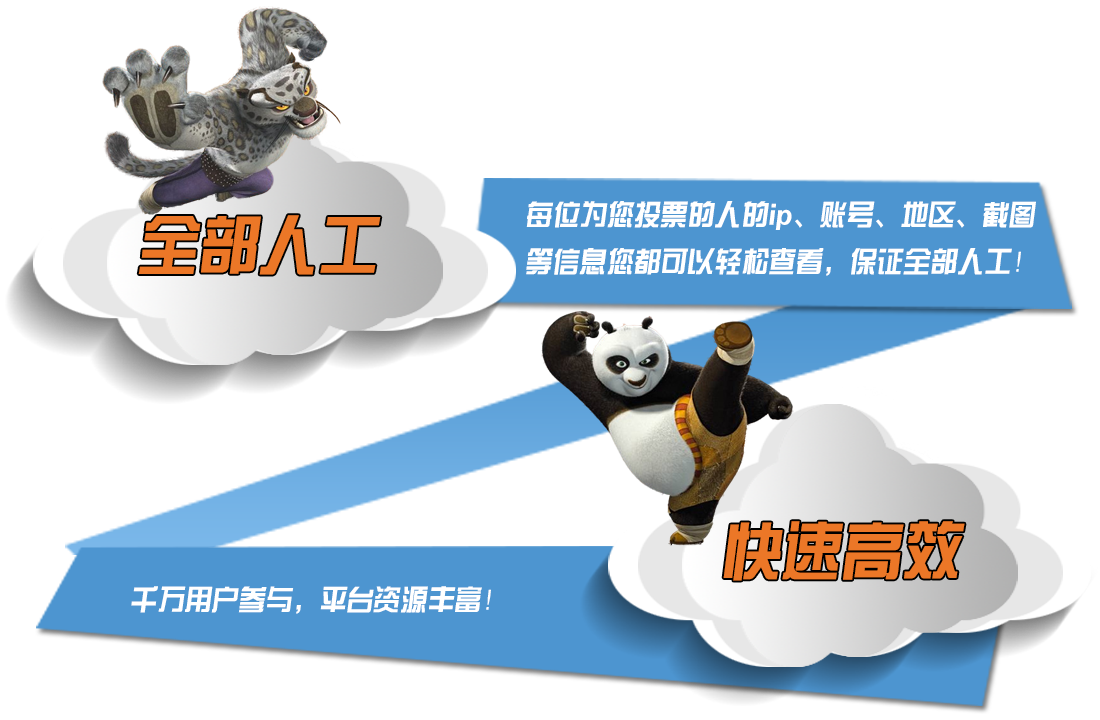 全部人工
每位为您投票的人的ip、账号、地区、截图
等信息您都可以轻松查看，保证全部人工！
快速高效
千万用户参与，平台资源丰富！